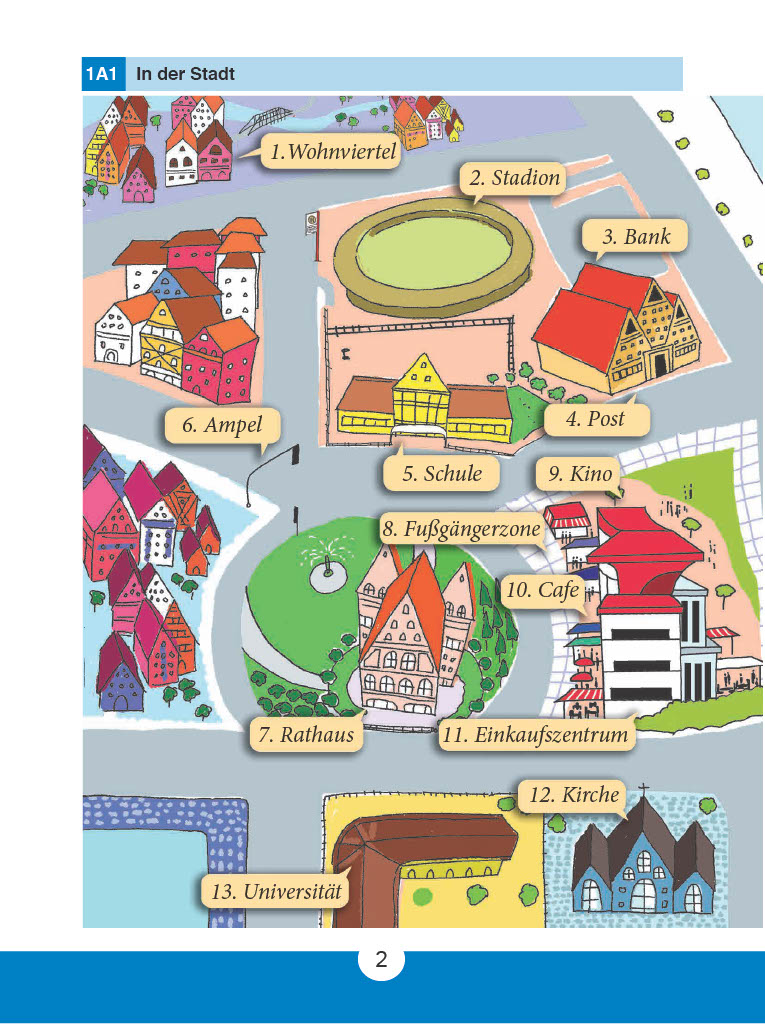 1A1 In der Stadt
1. Wohnviertel
2. Stadion
3. Bank
4. Post
5. Schule
6. Ampel
7. Rathaus
8. Fußgängerzone
9. Kino
10. Cafe
11. Einkaufszentrum
12. Kirche
13. Universität
2